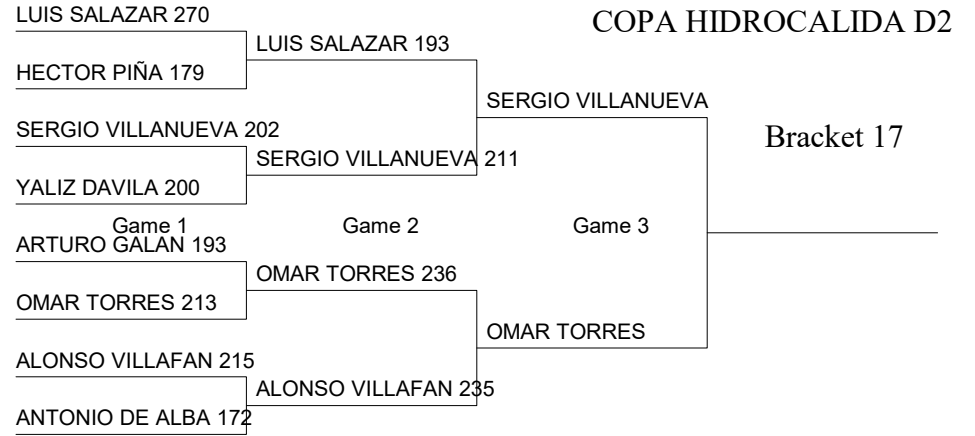 LUIS SALAZAR 270
COPA HIDROCALIDA D2
LUIS SALAZAR 193
HECTOR PIÑA 179
SERGIO VILLANUEVA
SERGIO VILLANUEVA 202
Bracket 17
SERGIO VILLANUEVA 211
YALIZ DAVILA 200
Game 1
Game 2
Game 3
ARTURO GALAN 193
OMAR TORRES 236
OMAR TORRES 213
OMAR TORRES
ALONSO VILLAFAN 215
ALONSO VILLAFAN 235
ANTONIO DE ALBA 172